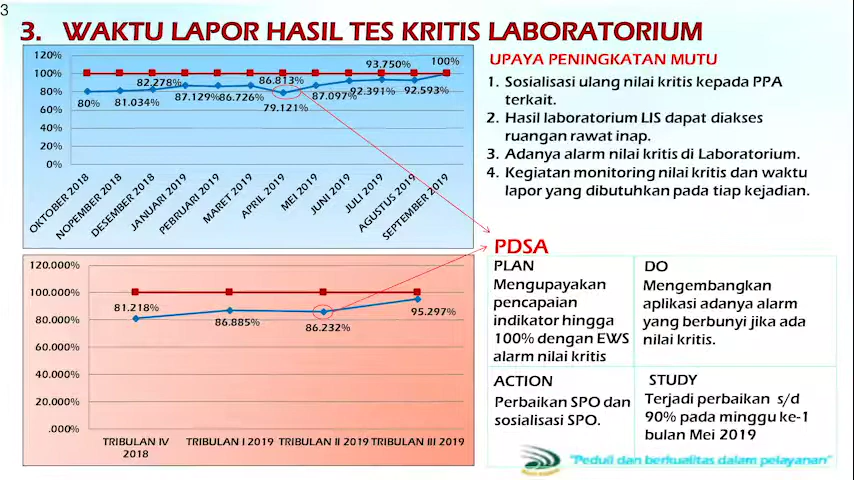 3
3. WAKTU LAPOR HASIL TES KRITIS LABORATORIUM
120%
100%
80%
60%
40%
20%
0%
80%
81.034%
82.278%
87.129%
86.726%
86.813%
79.121%
87.097%
92.391%
93.750%
92.593%
100%
OKTOBER 2018
NOPEMBER 2018
DESEMBER 2018
JANUARI 2019
PEBRUARI 2019
MARET 2019
APRIL 2019
MEI 2019
JUNI 2019
JULI 2019
AGUSTUS 2019
SEPTEMBER 2019
UPAYA PENINGKATAN MUTU
1. Sosialisasi ulang nilai kritis kepada PPA
terkait.
2. Hasil laboratorium LIS dapat diakses
ruangan rawat inap.
3. Adanya alarm nilai kritis di Laboratorium.
4. Kegiatan monitoring nilai kritis dan waktu
lapor yang dibutuhkan pada tiap kejadian.
120.000%
100.000%
80.000%
60.000%
40.000%
20.000%
.000%
81.218%
86.885%
86.232%
95.297%
TRIBULAN IV
2018
TRIBULAN I 2019
TRIBULAN II 2019
TRIBULAN III 2019
PDSA
PLAN
Mengupayakan
pencapaian
indikator hingga
100% dengan EWS
alarm nilai kritis
DO
Mengembangkan
aplikasi adanya alarm
yang berbunyi jika ada
nilai kritis.
ACTION
Perbaikan SPO dan
sosialisasi SPO.
STUDY
Terjadi perbaikan s/d
90% pada minggu ke-1
bulan Mei 2019
"Peduli dan berkualitas dalam pelayanan"